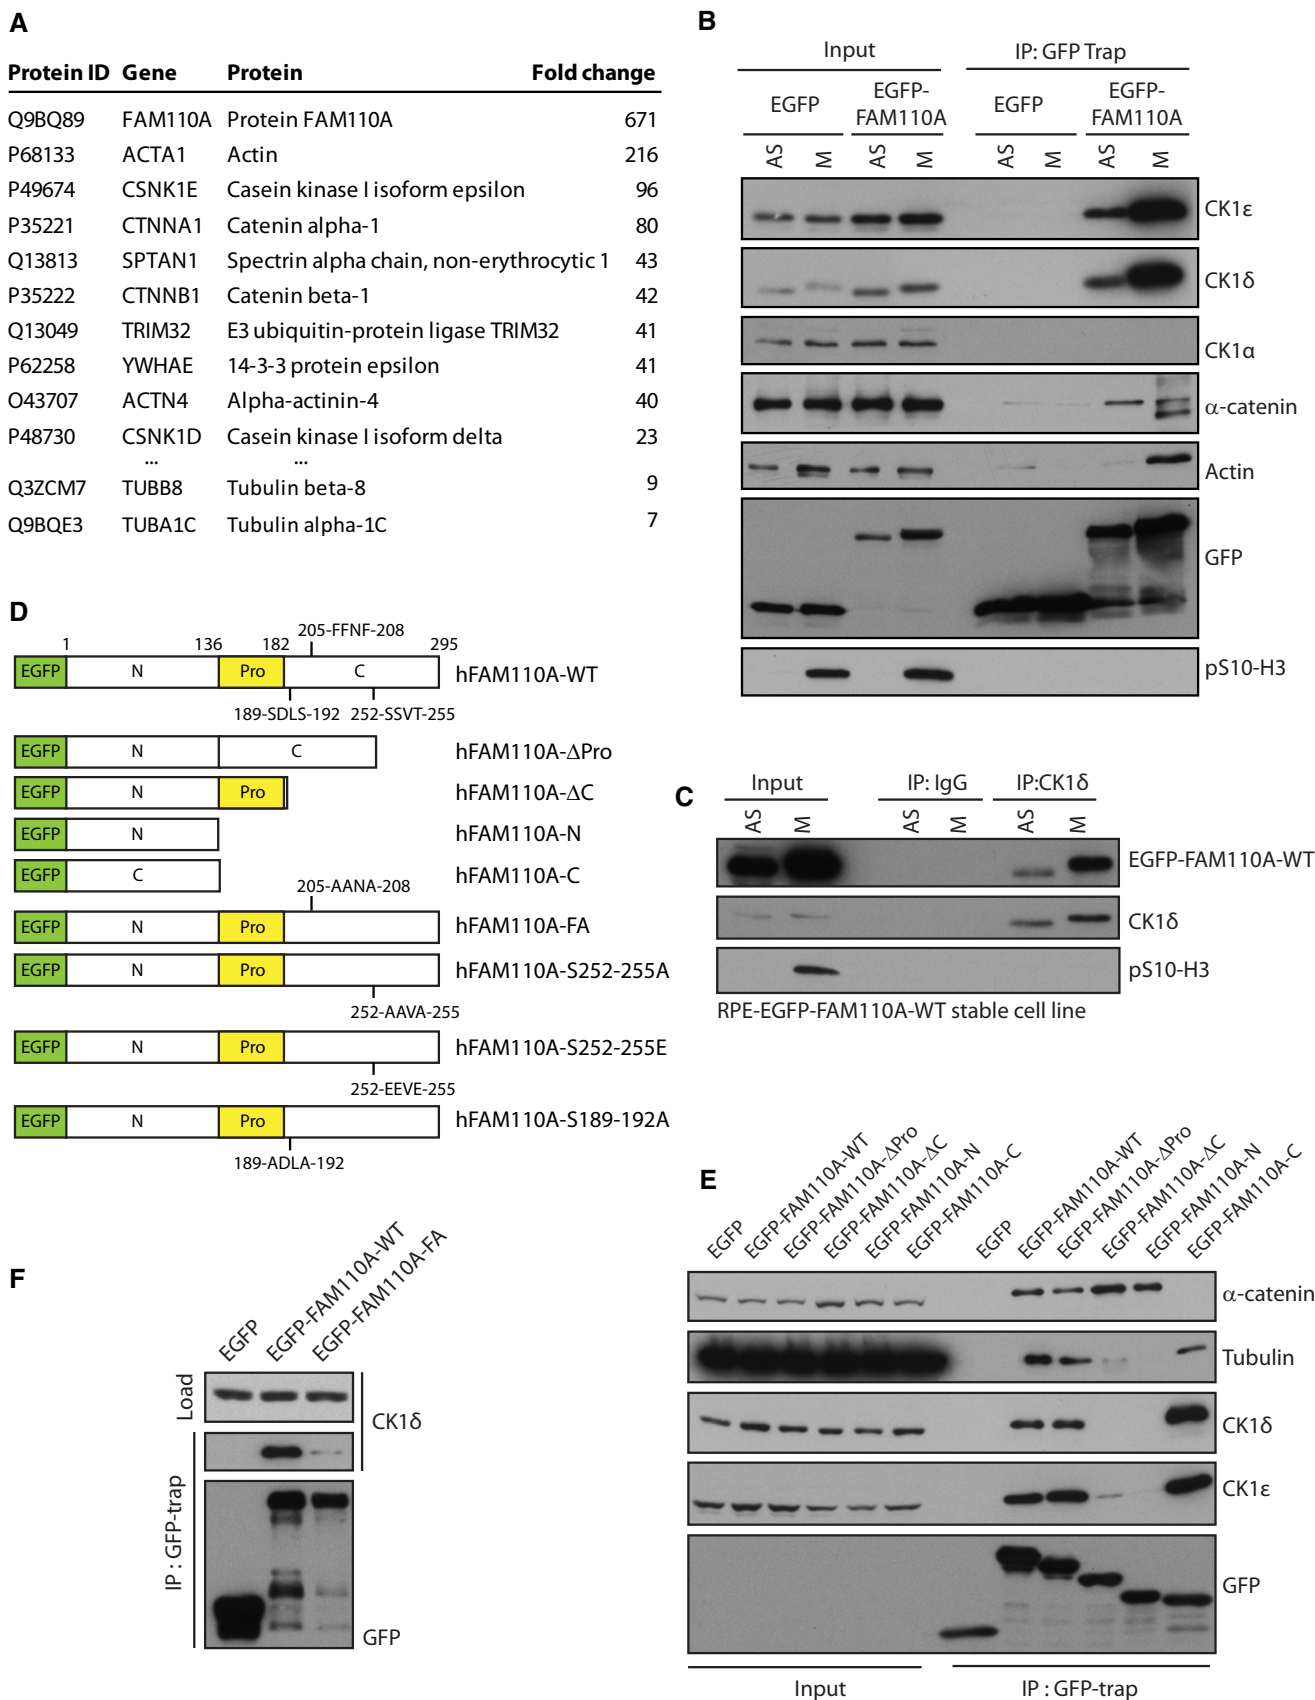 A
Protein ID Gene Protein Fold change
Q9BQ89 FAM110A Protein FAM110A 671
P68133 ACTA1 Actin 216
P49674 CSNK1E Casein kinase I isoform epsilon 96
P35221 CTNNA1 Catenin alpha-1 80
Q13813 SPTAN1 Spectrin alpha chain, non-erythrocytic 1 43
P35222 CTNNB1 Catenin beta-1 42
Q13049 TRIM32 E3 ubiquitin-protein ligase TRIM32 41
P62258 YWHAE 14-3-3 protein epsilon 41
O43707 ACTN4 Alpha-actinin-4 40
P48730 CSNK1D Casein kinase I isoform delta 23
... ...
Q3ZCM7 TUBB8 Tubulin beta-8 9
Q9BQE3 TUBA1C Tubulin alpha-1C 7
B
Input IP: GFP Trap
EGFP EGFP-FAM110A EGFP EGFP-FAM110A
AS M AS M AS M AS M
CK1ε
CK1δ
CK1α
α-catenin
Actin
GFP
pS10-H3
C
Input IP: IgG IP:CK1δ
AS M AS M AS M
EGFP-FAM110A-WT
CK1δ
pS10-H3
RPE-EGFP-FAM110A-WT stable cell line
D
1 136 182 205-FFNF-208 295
EGFP N Pro C hFAM110A-WT
189-SDLS-192 252-SSVT-255
EGFP N C hFAM110A-ΔPro
EGFP N Pro hFAM110A-ΔC
EGFP N hFAM110A-N
EGFP C hFAM110A-C
205-AANA-208
EGFP N Pro hFAM110A-FA
EGFP N Pro hFAM110A-S252-255A
252-AAVA-255
EGFP N Pro hFAM110A-S252-255E
252-EEVE-255
EGFP N Pro hFAM110A-S189-192A
189-ADLA-192
E
EGFP EGFP-FAM110A-WT EGFP-FAM110A-ΔPro EGFP-FAM110A-ΔC EGFP-FAM110A-N EGFP-FAM110A-C EGFP EGFP-FAM110A-WT EGFP-FAM110A-ΔPro EGFP-FAM110A-ΔC EGFP-FAM110A-N EGFP-FAM110A-C
α-catenin
Tubulin
CK1δ
CK1ε
GFP
Input IP : GFP-trap
F
EGFP EGFP-FAM110A-WT EGFP-FAM110A-FA
Load
CK1δ
IP : GFP-trap
GFP